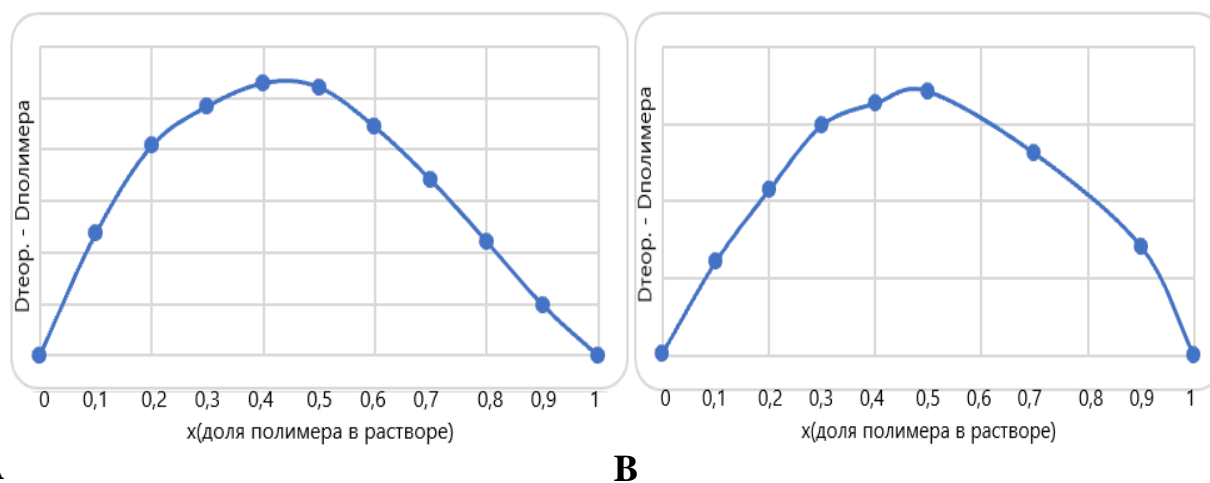 Dтеор. - Dполимера
0 0,1 0,2 0,3 0,4 0,5 0,6 0,7 0,8 0,9 1
x(доля полимера в растворе)
Dтеор. - Dполимера
0 0,1 0,2 0,3 0,4 0,5 0,6 0,7 0,8 0,9 1
x(доля полимера в растворе)
В